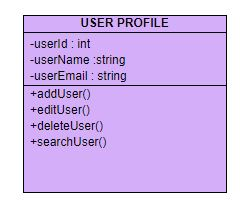 USER PROFILE
-userId : int
-userName :string
-userEmail : string
+addUser()
+editUser()
+deleteUser()
+searchUser()